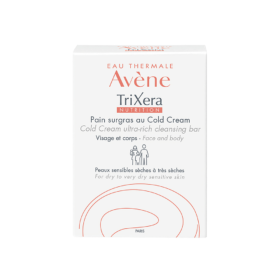 EAU THERMALE
Avène
TriXera
NUTRITION
Pain surgras au Cold Cream
Cold Cream ultra-rich cleansing bar
Visage et corps - Face and body
Peaux sensibles sèches à très sèches
For dry to very dry sensitive skin
PARIS